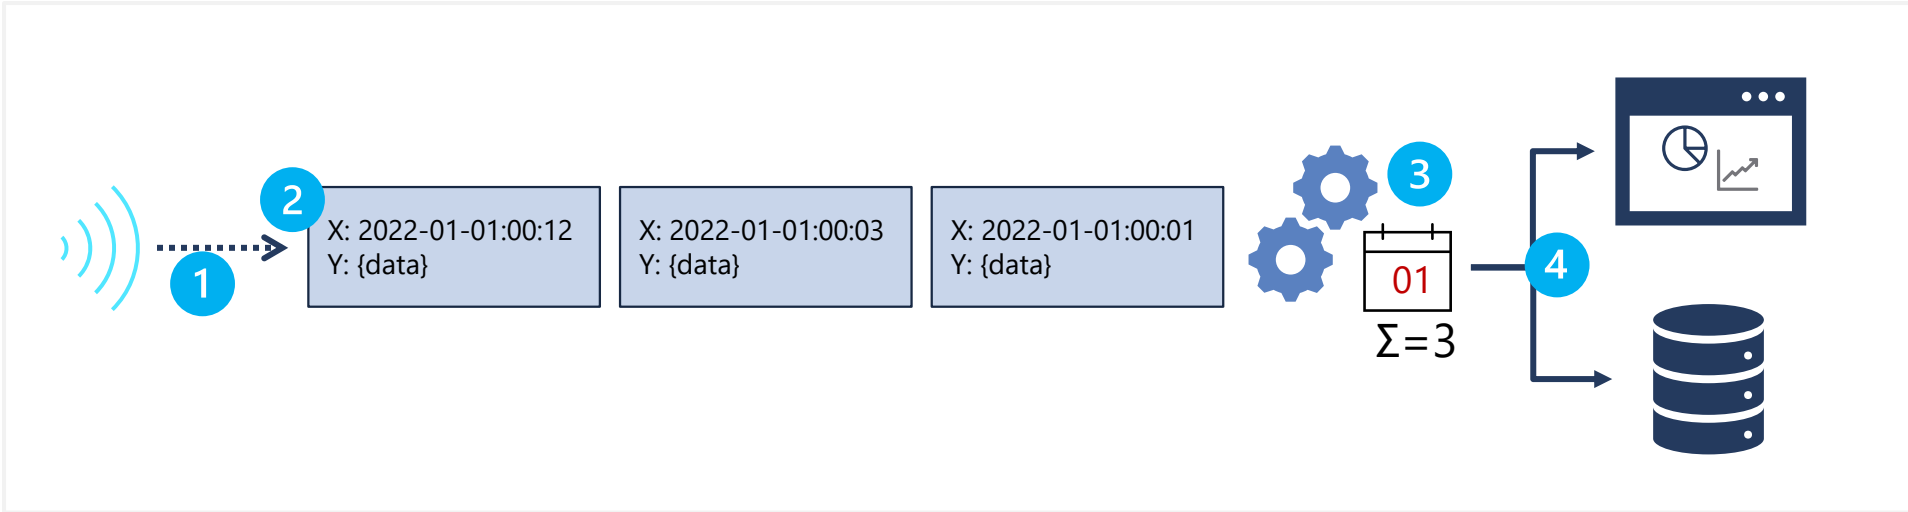 1
2
X: 2022-01-01:00:12
Y: {data}
X: 2022-01-01:00:03
Y: {data}
X: 2022-01-01:00:01
Y: {data}
3
01
Σ=3
4